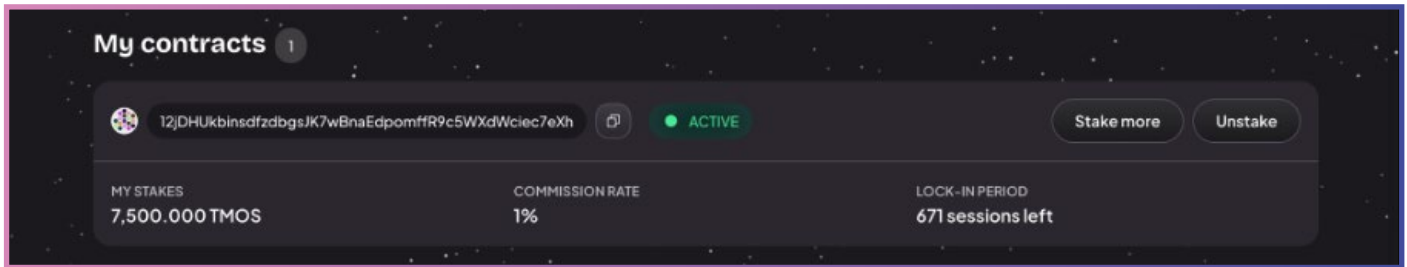 My contracts 1
12jDHUkbinsdfzdbgsJK7wBnaEdpomffR9c5WXdWciec7eXh ACTIVE Stake more Unstake
MY STAKES COMMISSION RATE LOCK-IN PERIOD
7,500.000 TMOS 1% 671 sessions left